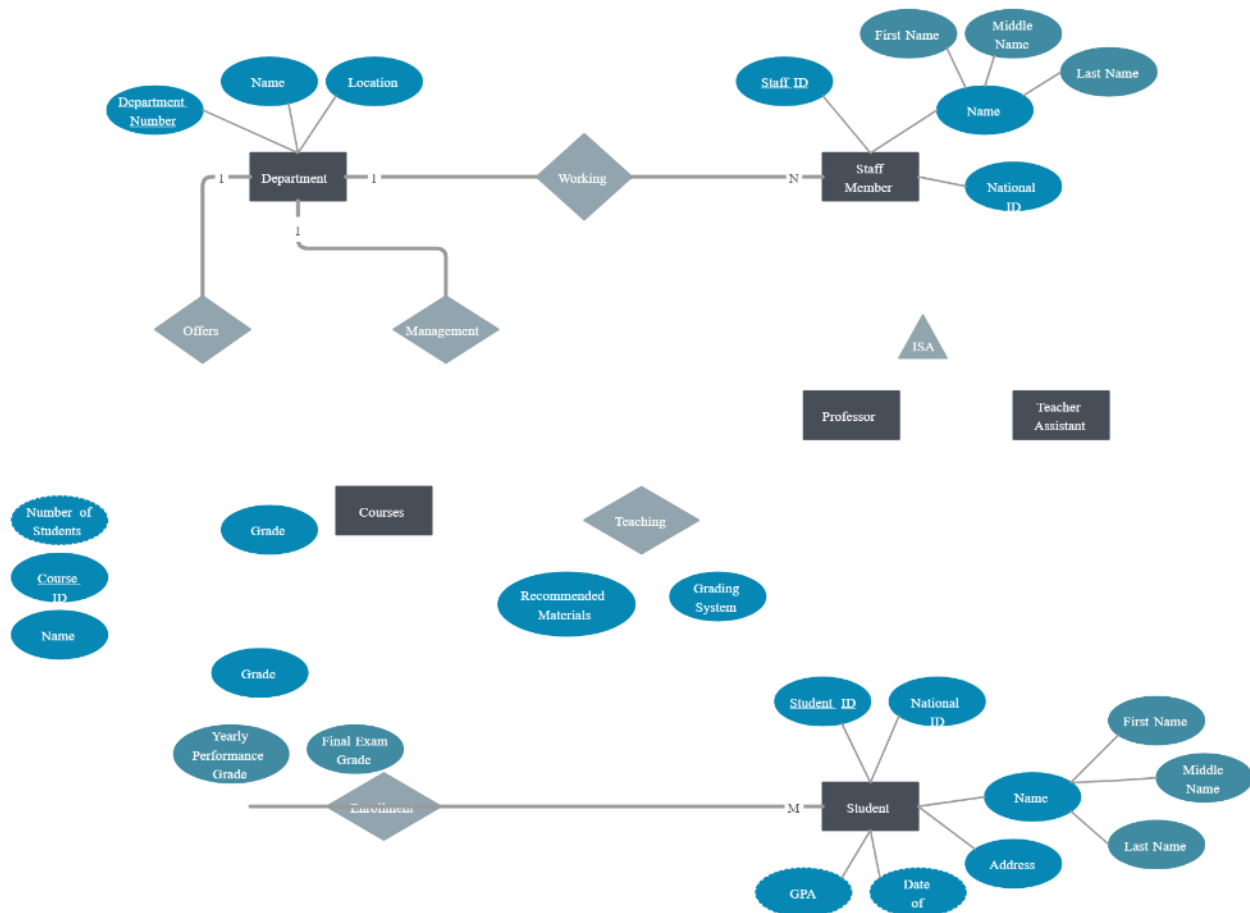 First Name
Middle
Name
Last Name
Name
Location
Staff ID
Department
Number
Name
Department
1
1
Working
N
Staff
Member
National
ID
1
Offers
Management
ISA
Professor
Teacher
Assistant
Number of
Students
Grade
Courses
Teaching
Course
ID
Recommended
Materials
Grading
System
Name
Grade
Student ID
National
ID
First Name
Yearly
Performance
Grade
Final Exam
Grade
Middle
Name
Enrollment
M
Student
Name
Last Name
Address
GPA
Date
of